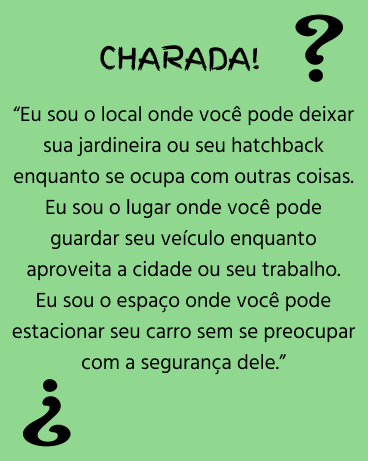 ?
CHARADA!
“Eu sou o local onde você pode deixar
sua jardineira ou seu hatchback
enquanto se ocupa com outras coisas.
Eu sou o lugar onde você pode
guardar seu veículo enquanto
aproveita a cidade ou seu trabalho.
Eu sou o espaço onde você pode
estacionar seu carro sem se preocupar
com a segurança dele.”
¿